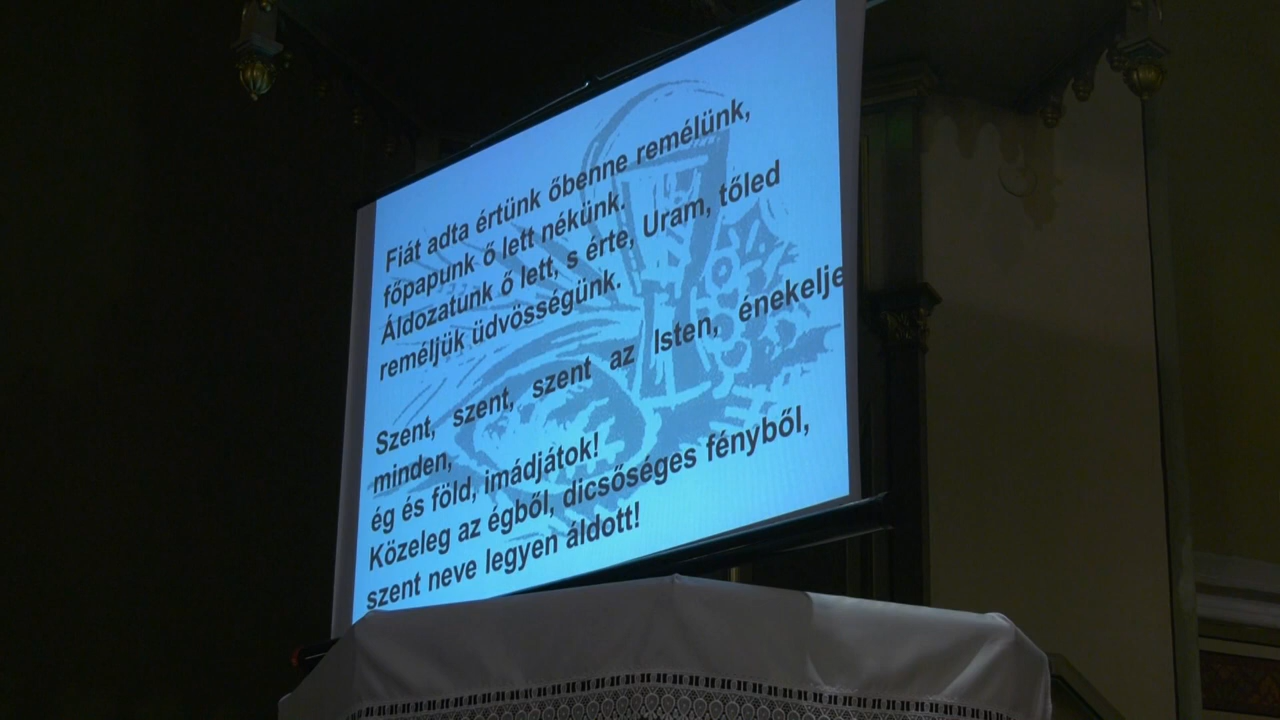 Fiát adta értünk őbenne remélünk,
főpapunk ő lett nékünk.
Áldozatunk ő lett, s érte, Uram, tőled
reméljük üdvösségünk.
Szent, szent, szent az Isten, énekelje
minden,
ég és föld, imádjátok!
Közeleg az égből, dicsőséges fényből,
szent neve legyen áldott!